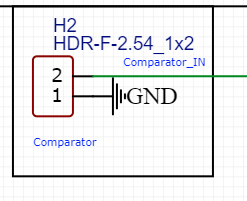 H2
HDR-F-2.54_1x2
Comparator_IN
2
1
GND
Comparator